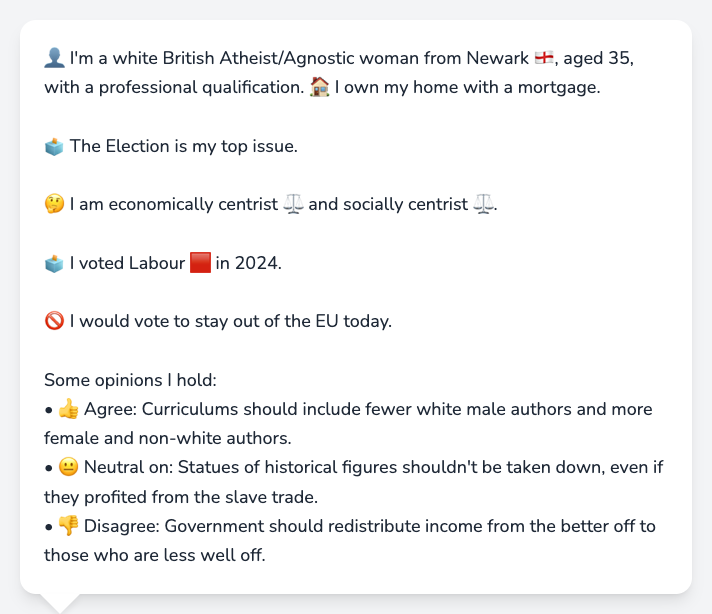 👤 I'm a white British Atheist/Agnostic woman from Newark 🏴󠁧󠁢󠁥󠁮󠁧󠁿, aged 35,
with a professional qualification. 🏠 I own my home with a mortgage.
🗳️ The Election is my top issue.
🤔 I am economically centrist ⚖️ and socially centrist ⚖️.
🗳️ I voted Labour 🟥 in 2024.
🚫 I would vote to stay out of the EU today.
Some opinions I hold:
• 👍 Agree: Curriculums should include fewer white male authors and more
female and non-white authors.
• 😐 Neutral on: Statues of historical figures shouldn't be taken down, even if
they profited from the slave trade.
• 👎 Disagree: Government should redistribute income from the better off to
those who are less well off.